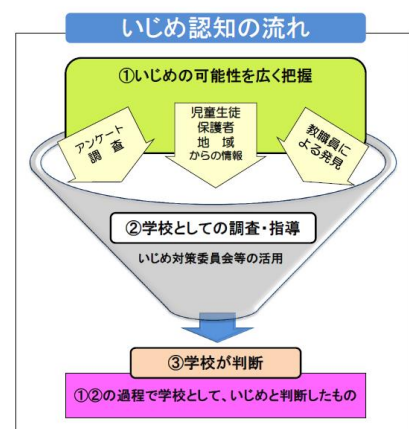 いじめ認知の流れ
①いじめの可能性を広く把握
アンケート
調　査
児童生徒
保護者
地　域
からの情報
教職員に
よる発見
②学校としての調査・指導
いじめ対策委員会等の活用
③学校が判断
①②の過程で学校として、いじめと判断したもの